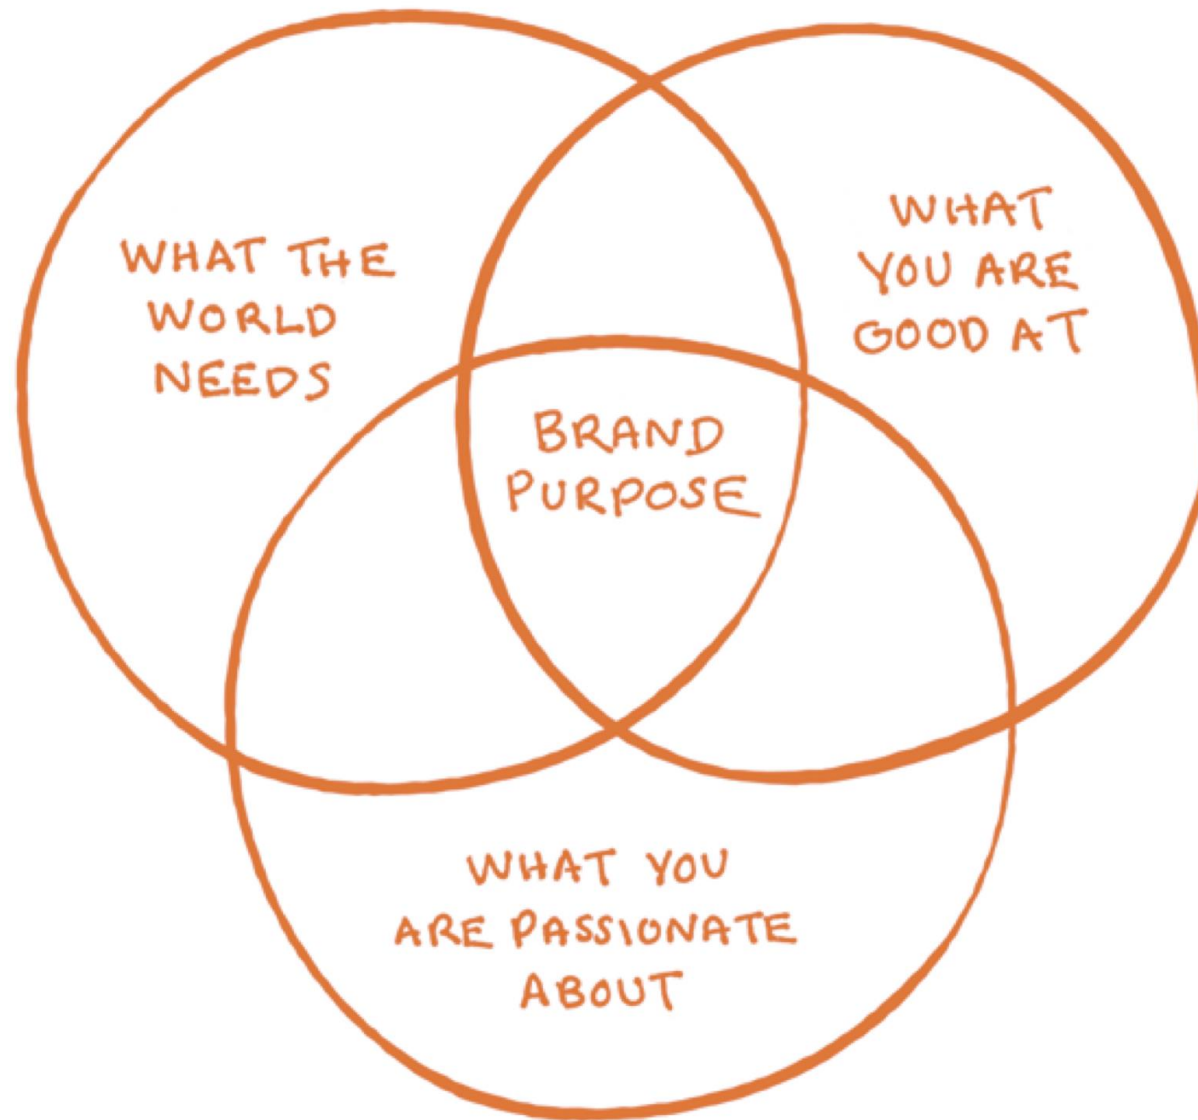 WHAT THE
WORLD
NEEDS
WHAT
YOU ARE
GOOD AT
BRAND
PURPOSE
WHAT YOU
ARE PASSIONATE
ABOUT